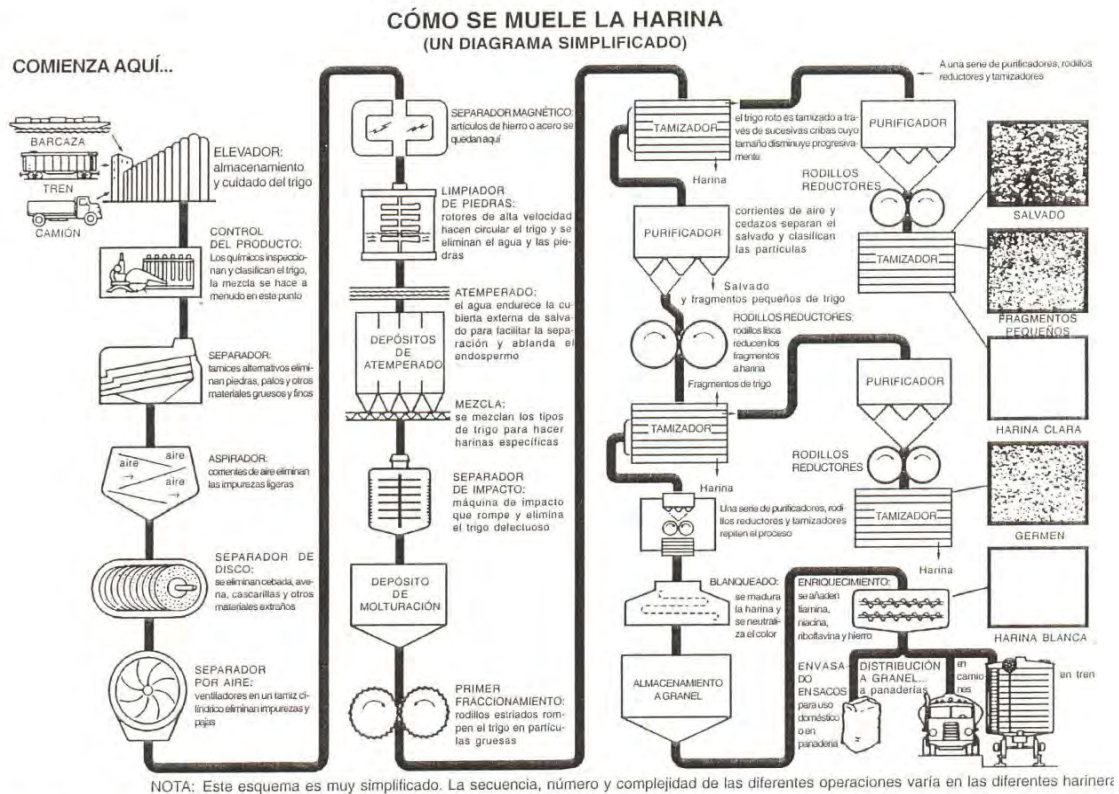 CÓMO SE MUELE LA HARINA
(UN DIAGRAMA SIMPLIFICADO)
COMIENZA AQUÍ...
BARCAZA
TREN
CAMIÓN
ELEVADOR:
almacenamiento
y cuidado del trigo
CONTROL
DEL PRODUCTO:
Los químicos inspeccio-
nan y clasifican el trigo,
la mezcla se hace a
menudo en este punto
SEPARADOR:
tamices alternativos elimi-
nan piedras, palos y otros
materiales gruesos y finos
aire
aire
aire
ASPIRADOR:
corrientes de aire eliminan
las impurezas ligeras
SEPARADOR DE
DISCO:
se eliminan cebada, ave-
na, cascarillas y otros
materiales extraños
SEPARADOR
POR AIRE:
ventiladores en un tamiz ci-
líndrico eliminan impurezas y
pajas
SEPARADOR MAGNÉTICO:
artículos de hierro o acero se
quedan aquí
LIMPIADOR
DE PIEDRAS:
rotores de alta velocidad
hacen circular el trigo y se
eliminan el agua y las pie-
dras
ATEMPERADO:
el agua endurece la cu-
bierta externa de salva-
do para facilitar la sepa-
ración y ablanda el
endospermo
DEPÓSITOS
DE
ATEMPERADO
MEZCLA:
se mezclan los tipos
de trigo para hacer
harinas específicas
SEPARADOR
DE IMPACTO:
máquina de impacto
que rompe y elimina
el trigo defectuoso
DEPÓSITO
DE
MOLTURACIÓN
PRIMER
FRACCIONAMIENTO:
rodillos estriados rom-
pen el trigo en partícu-
las gruesas
TAMIZADOR
el trigo roto es tamizado a tra-
vés de sucesivas cribas cuyo
tamaño disminuye progresiva-
mente
Harina
PURIFICADOR
corrientes de aire y
cedazos separan el
salvado y clasifican
las partículas
Salvado
y fragmentos pequeños de trigo
RODILLOS REDUCTORES:
rodillos lisos
reducen los
fragmentos
a harina
Fragmentos de trigo
TAMIZADOR
Harina
Una serie de purificadores, rodi-
llos reductores y tamizadores
repiten el proceso
BLANQUEADO:
se madura
la harina y
se neutrali-
za el color
ALMACENAMIENTO
A GRANEL
A una serie de purificadores, rodillos
reductores y tamizadores
PURIFICADOR
RODILLOS
REDUCTORES
TAMIZADOR
SALVADO
FRAGMENTOS
PEQUEÑOS
HARINA CLARA
PURIFICADOR
RODILLOS
REDUCTORES
TAMIZADOR
Harina
GERMEN
HARINA BLANCA
ENRIQUECIMIENTO:
se añaden
tiamina,
niacina,
riboflavina y hierro
ENVASA-
DO
EN SACOS
para uso
doméstico
o en
panadería
DISTRIBUCIÓN
A GRANEL...
a panaderías
en
camio
nes
en tren
NOTA: Este esquema es muy simplificado. La secuencia, número y complejidad de las diferentes operaciones varía en las diferentes harinera